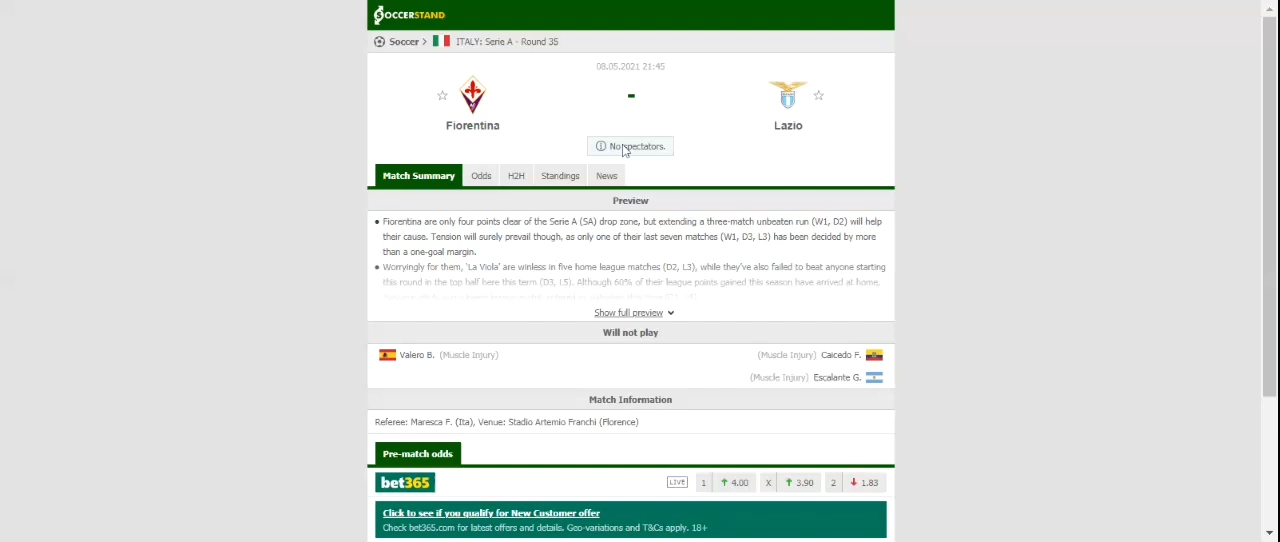 SOCCERSTAND
Soccer > ITALY: Serie A - Round 35
08.05.2021 21:45
-
Fiorentina Lazio
No spectators.
Match Summary Odds H2H Standings News
Preview
• Fiorentina are only four points clear of the Serie A (SA) drop zone, but extending a three-match unbeaten run (W1, D2) will help
their cause. Tension will surely prevail though, as only one of their last seven matches (W1, D3, L3) has been decided by more
than a one-goal margin.
• Worryingly for them, 'La Viola' are winless in five home league matches (D2, L3), while they've also failed to beat anyone starting
this round in the top half here this term (D3, L5). Although 60% of their league points gained this season have arrived at home,
Show full preview
Will not play
Valero B. (Muscle Injury) (Muscle Injury) Caicedo F.
(Muscle Injury) Escalante G.
Match Information
Referee: Maresca F. (Ita), Venue: Stadio Artemio Franchi (Florence)
Pre-match odds
bet365 LIVE 1 4.00 X 3.90 2 1.83
Click to see if you qualify for New Customer offer
Check bet365.com for latest offers and details. Geo-variations and T&Cs apply. 18+